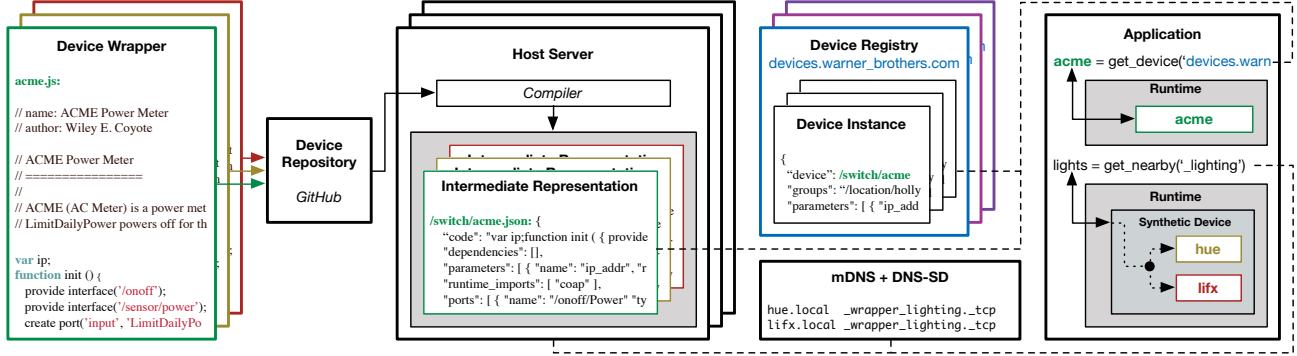 Device Wrapper
acme.js:
// name: ACME Power Meter
// author: Wiley E. Coyote
// ACME Power Meter
// ================
//
// ACME (AC Meter) is a power met
// LimitDailyPower powers off for th
var ip;
function init () {
provide interface('/onoff');
provide interface('/sensor/power');
create port('input', 'LimitDailyPo
Device
Repository
GitHub
Host Server
Compiler
Intermediate Representation
/switch/acme.json: {
“code": "var ip;function init ( { provide
"dependencies": [],
"parameters": [ { "name": "ip_addr", "r
"runtime_imports": [ "coap" ],
"ports": [ { "name": "/onoff/Power" "ty
Device Registry
devices.warner_brothers.com
Device Instance
{
“device”: /switch/acme
"groups": “/location/holly
"parameters": [ { "ip_add
mDNS + DNS-SD
hue.local _wrapper_lighting._tcp
lifx.local _wrapper_lighting._tcp
Application
acme = get_device(‘devices.warn
Runtime
acme
lights = get_nearby(‘_lighting’)
Runtime
Synthetic Device
hue
lifx